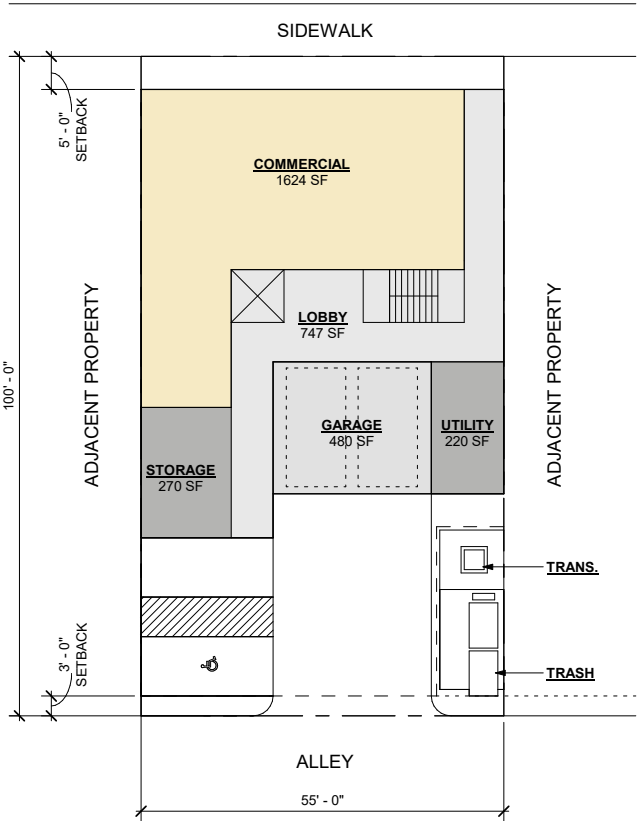 SIDEWALK
5' - 0"
SETBACK
COMMERCIAL
1624 SF
LOBBY
747 SF
ADJACENT PROPERTY
ADJACENT PROPERTY
100' - 0"
GARAGE
480 SF
UTILITY
220 SF
STORAGE
270 SF
TRANS.
3' - 0"
SETBACK
TRASH
ALLEY
55' - 0"